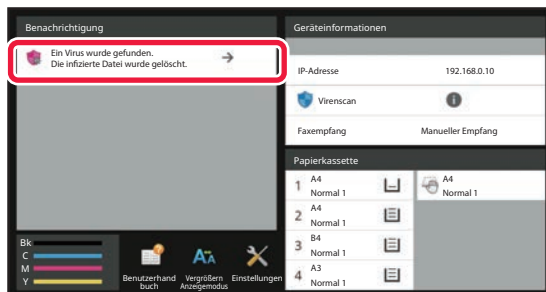 Benachrichtigung
Ein Virus wurde gefunden.
Die infizierte Datei wurde gelöscht.
Geräteinformationen
IP-Adresse 192.168.0.10
Virenscan
Faxempfang Manueller Empfang
Papierkassette
1 A4
Normal 1
A4
Normal 1
2 A4
Normal 1
3 B4
Normal 1
4 A3
Normal 1
Bk
C
M
Y
Benutzerhand
buch
Vergrößern
Anzeigemodus
Einstellungen